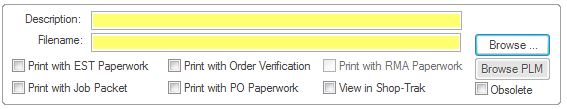 Description:
Filename:
Browse ...
Print with EST Paperwork
Print with Order Verification
Print with RMA Paperwork
Browse PLM
Print with Job Packet
Print with PO Paperwork
View in Shop-Trak
Obsolete